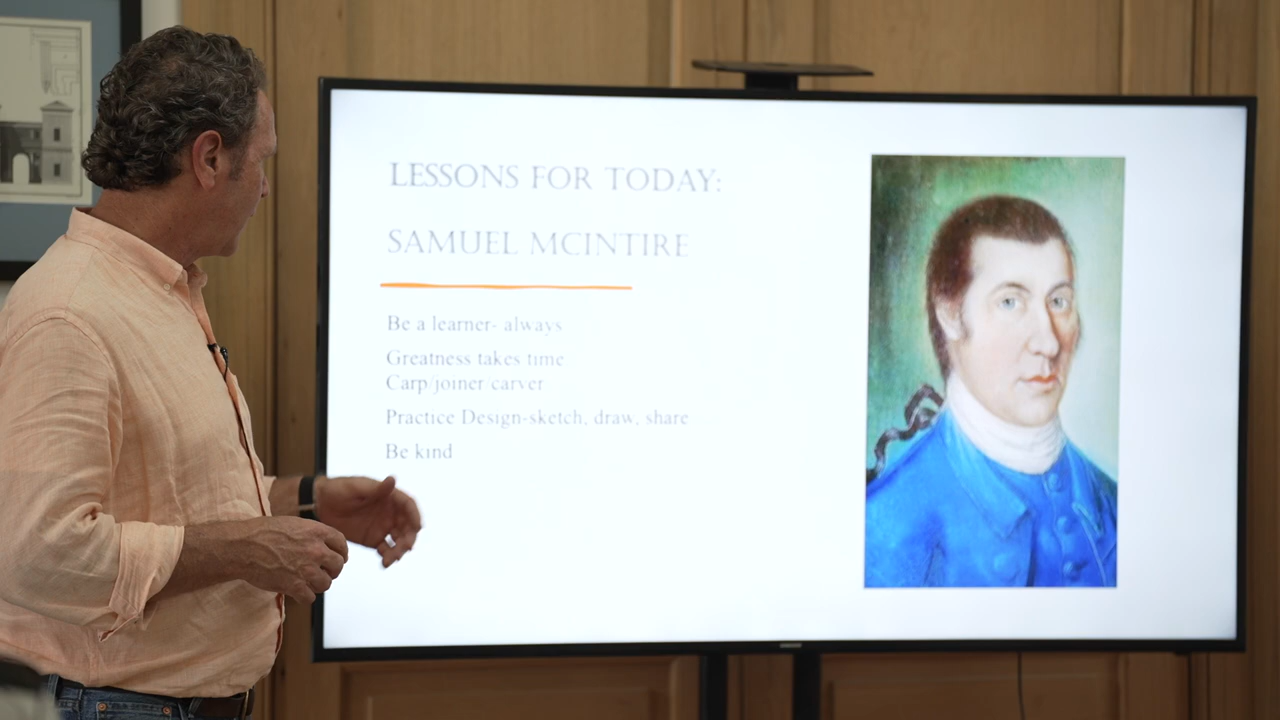 LESSONS FOR TODAY:
SAMUEL MCINTIRE
Be a learner- always
Greatness takes time
Carp/joiner/carver
Practice Design-sketch, draw, share
Be kind